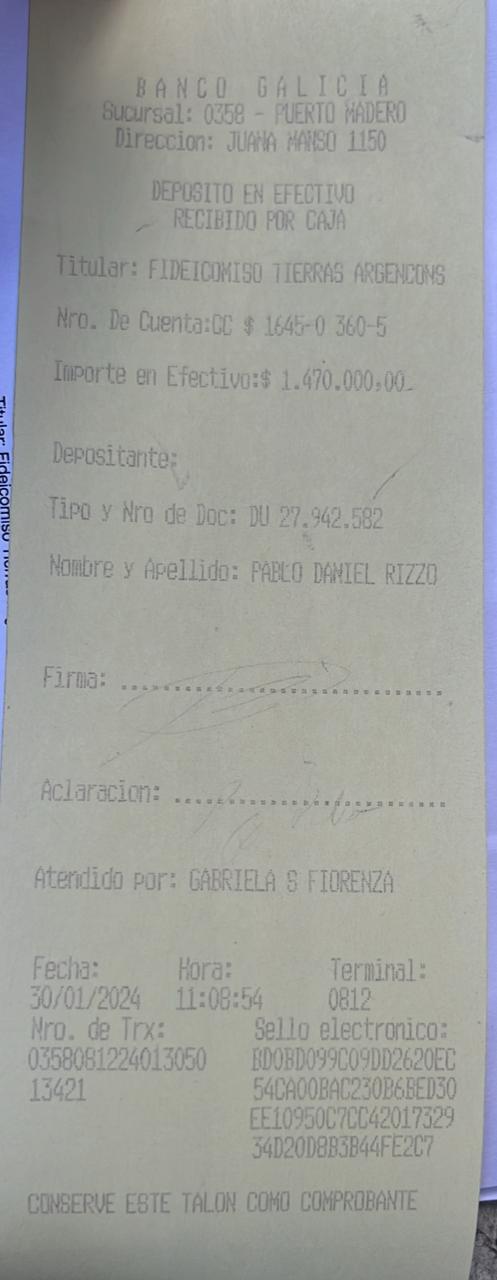 BANCO GALICIA
Sucursal: 0358 - PUERTO MADERO
Direccion: JUANA MANSO 1150
DEPOSITO EN EFECTIVO
RECIBIDO POR CAJA
Titular: FIDEICOMISO TIERRAS ARGENCONS
Nro. De Cuenta:CC $ 1645-0 360-5
Importe en Efectivo:$ 1.470.000,00.
Depositante:
Tipo y Nro de Doc: DU 27.942.582
Nombre y Apellido: PABLO DANIEL RIZZO
Firma: ..............................
Aclaracion: .........................
Atendido por: GABRIELA S FIORENZA
Fecha: Hora: Terminal:
30/01/2024 11:08:54 0812
Nro. de Trx: Sello electronico:
0358081224013050 BD0BD099C09DD2620EC
13421 54CA00BAC230B6BED30
EE10950C7CC42017329
34D20D8B3B44FE2C7
CONSERVE ESTE TALON COMO COMPROBANTE